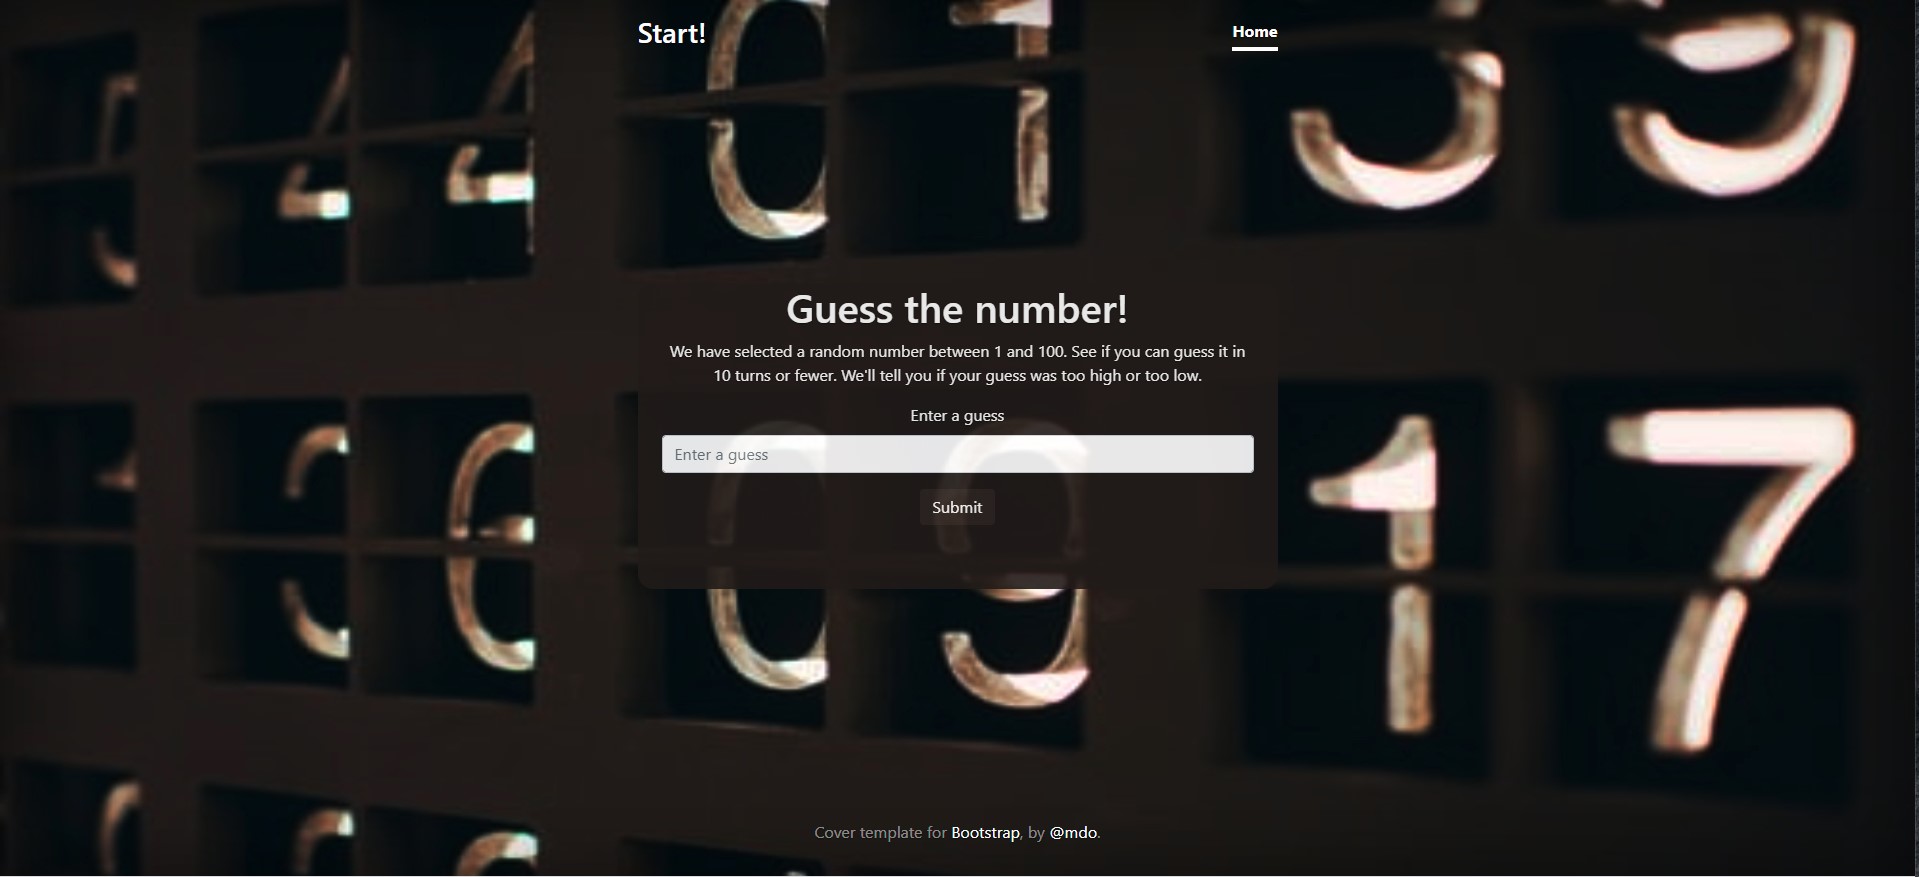 Start!
Home
Guess the number!
We have selected a random number between 1 and 100. See if you can guess it in
10 turns or fewer. We'll tell you if your guess was too high or too low.
Enter a guess
Enter a guess
Submit
1 7
Cover template for Bootstrap, by @mdo.